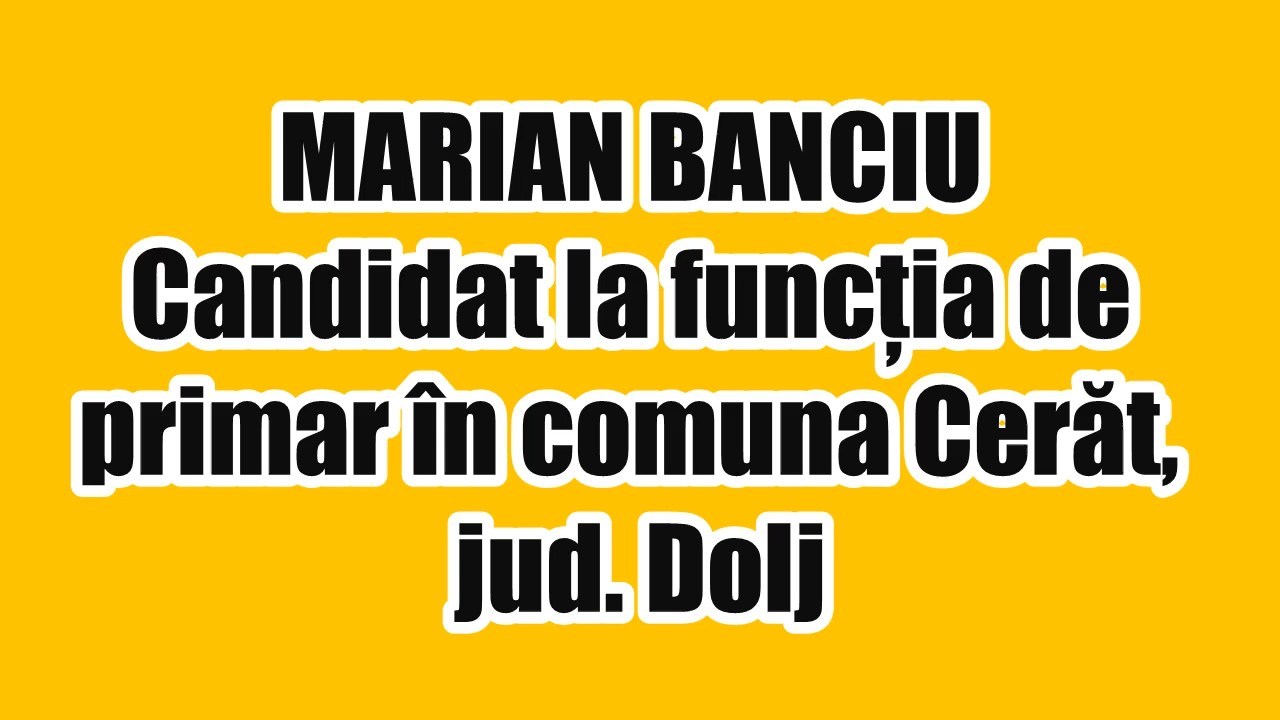 MARIAN BANCIU
Candidat la funcția de
primar în comuna Cerăt,
jud. Dolj